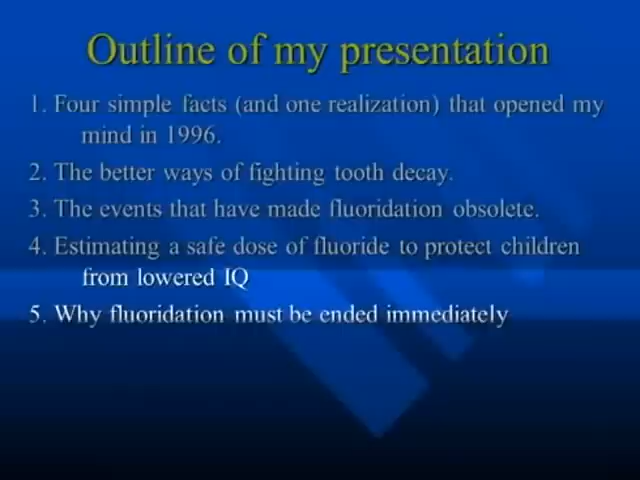 Outline of my presentation
1. Four simple facts (and one realization) that opened my
mind in 1996.
2. The better ways of fighting tooth decay.
3. The events that have made fluoridation obsolete.
4. Estimating a safe dose of fluoride to protect children
from lowered IQ
5. Why fluoridation must be ended immediately